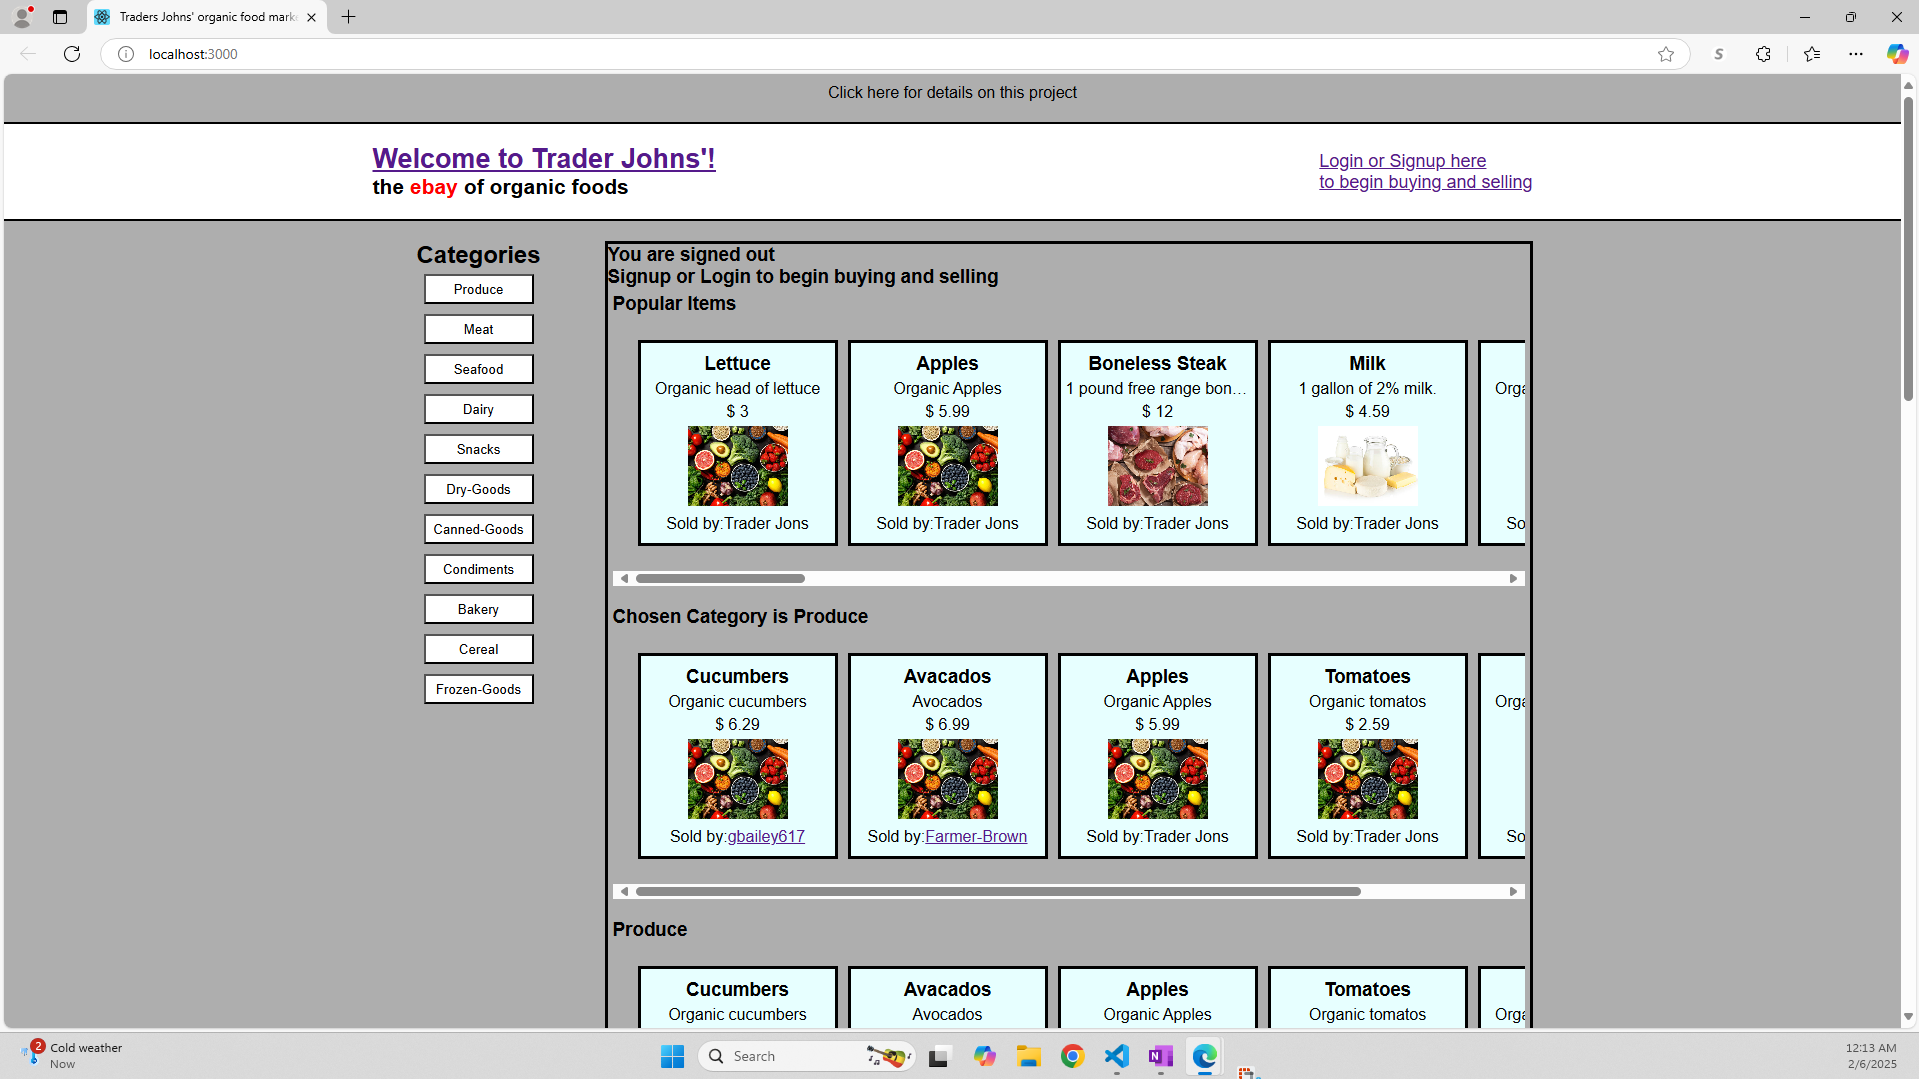 Traders Johns' organic food mark
localhost:3000
Click here for details on this project
Welcome to Trader Johns'!
the ebay of organic foods
Login or Signup here
to begin buying and selling
Categories
Produce
Meat
Seafood
Dairy
Snacks
Dry-Goods
Canned-Goods
Condiments
Bakery
Cereal
Frozen-Goods
You are signed out
Signup or Login to begin buying and selling
Popular Items
Lettuce
Organic head of lettuce
$ 3
Sold by:Trader Jons
Apples
Organic Apples
$ 5.99
Sold by:Trader Jons
Boneless Steak
1 pound free range bon...
$ 12
Sold by:Trader Jons
Milk
1 gallon of 2% milk.
$ 4.59
Sold by:Trader Jons
Orga
So
Chosen Category is Produce
Cucumbers
Organic cucumbers
$ 6.29
Sold by:gbailey617
Avacados
Avocados
$ 6.99
Sold by:Farmer-Brown
Apples
Organic Apples
$ 5.99
Sold by:Trader Jons
Tomatoes
Organic tomatos
$ 2.59
Sold by:Trader Jons
Orga
So
Produce
Cucumbers
Organic cucumbers
Avacados
Avocados
Apples
Organic Apples
Tomatoes
Organic tomatos
Orga
2
Cold weather
Now
Search
12:13 AM
2/6/2025